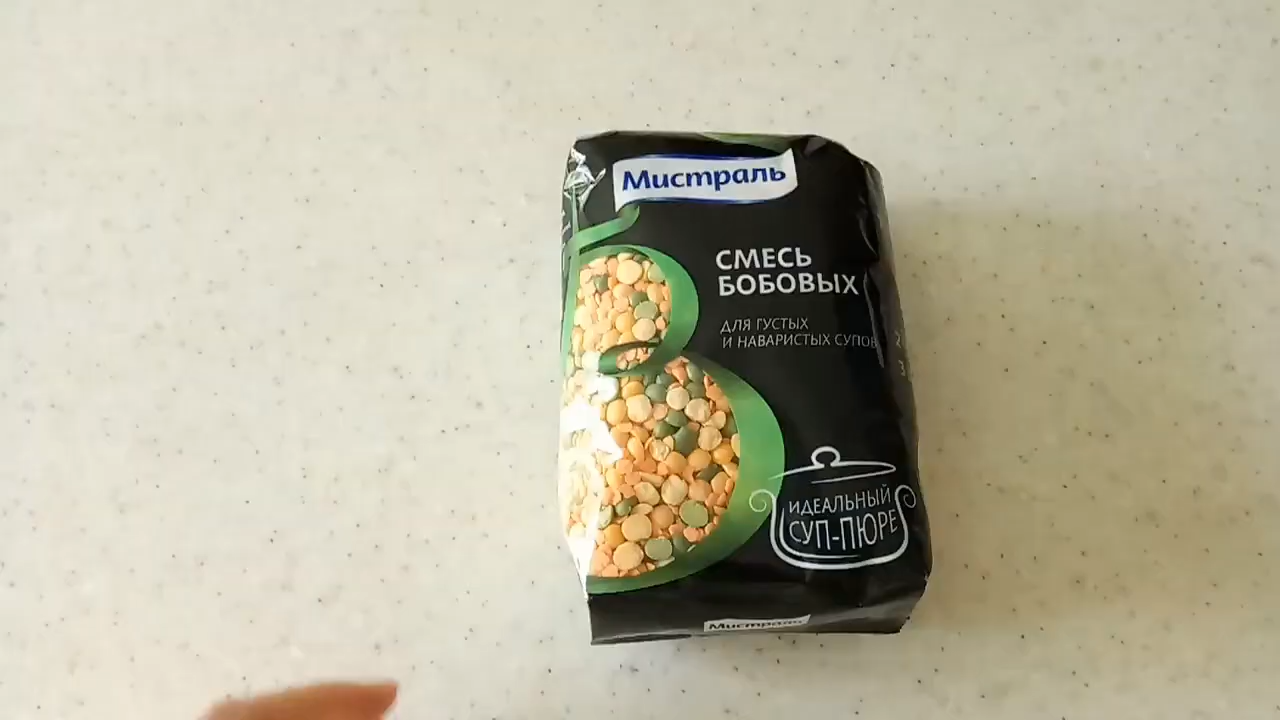 Мистраль
СМЕСЬ
БОБОВЫХ
ДЛЯ ГУСТЫХ
И НАВАРИСТЫХ СУПОВ
ИДЕАЛЬНЫЙ
СУП-ПЮРЕ
Мистраль